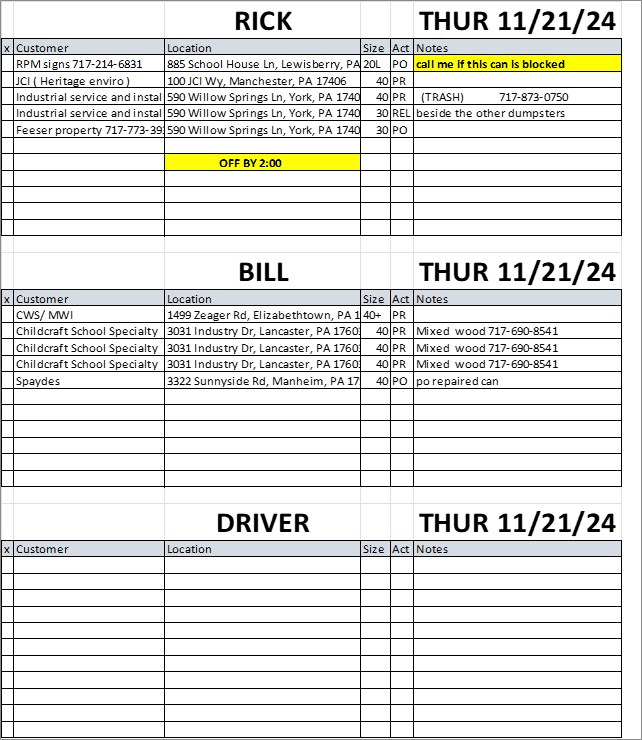 RICK THUR 11/21/24
x Customer Location Size Act Notes
RPM signs 717-214-6831 885 School House Ln, Lewisberry, PA 20L PO call me if this can is blocked
JCI ( Heritage enviro ) 100 JCI Wy, Manchester, PA 17406 40 PR
Industrial service and instal 590 Willow Springs Ln, York, PA 1740 40 PR (TRASH) 717-873-0750
Industrial service and instal 590 Willow Springs Ln, York, PA 1740 30 REL beside the other dumpsters
Feeser property 717-773-39 590 Willow Springs Ln, York, PA 1740 30 PO
OFF BY 2:00
BILL THUR 11/21/24
x Customer Location Size Act Notes
CWS/ MWI 1499 Zeager Rd, Elizabethtown, PA 1 40+ PR
Childcraft School Specialty 3031 Industry Dr, Lancaster, PA 1760 40 PR Mixed wood 717-690-8541
Childcraft School Specialty 3031 Industry Dr, Lancaster, PA 1760 40 PR Mixed wood 717-690-8541
Childcraft School Specialty 3031 Industry Dr, Lancaster, PA 1760 40 PR Mixed wood 717-690-8541
Spaydes 3322 Sunnyside Rd, Manheim, PA 17 40 PO po repaired can
DRIVER THUR 11/21/24
x Customer Location Size Act Notes